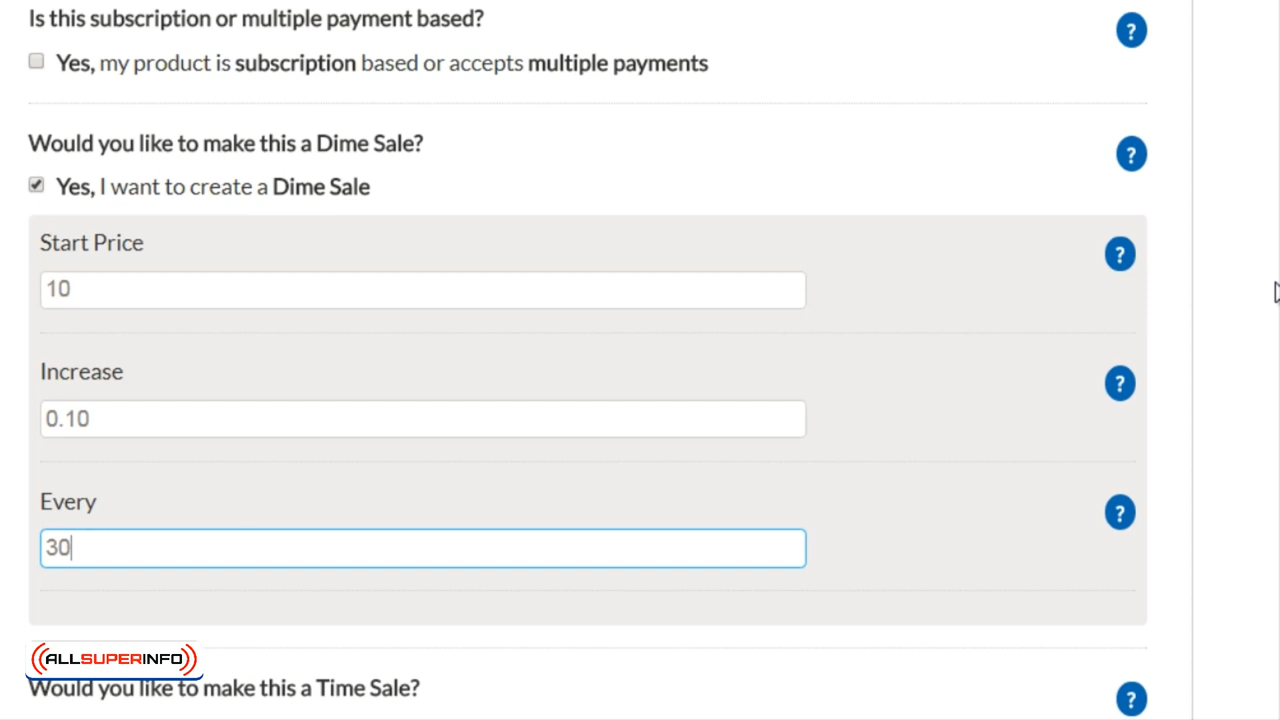 Is this subscription or multiple payment based?
?
Yes, my product is subscription based or accepts multiple payments
Would you like to make this a Dime Sale?
?
Yes, I want to create a Dime Sale
Start Price
?
10
Increase
?
0.10
Every
?
30
ALLSUPERINFO
Would you like to make this a Time Sale?
?